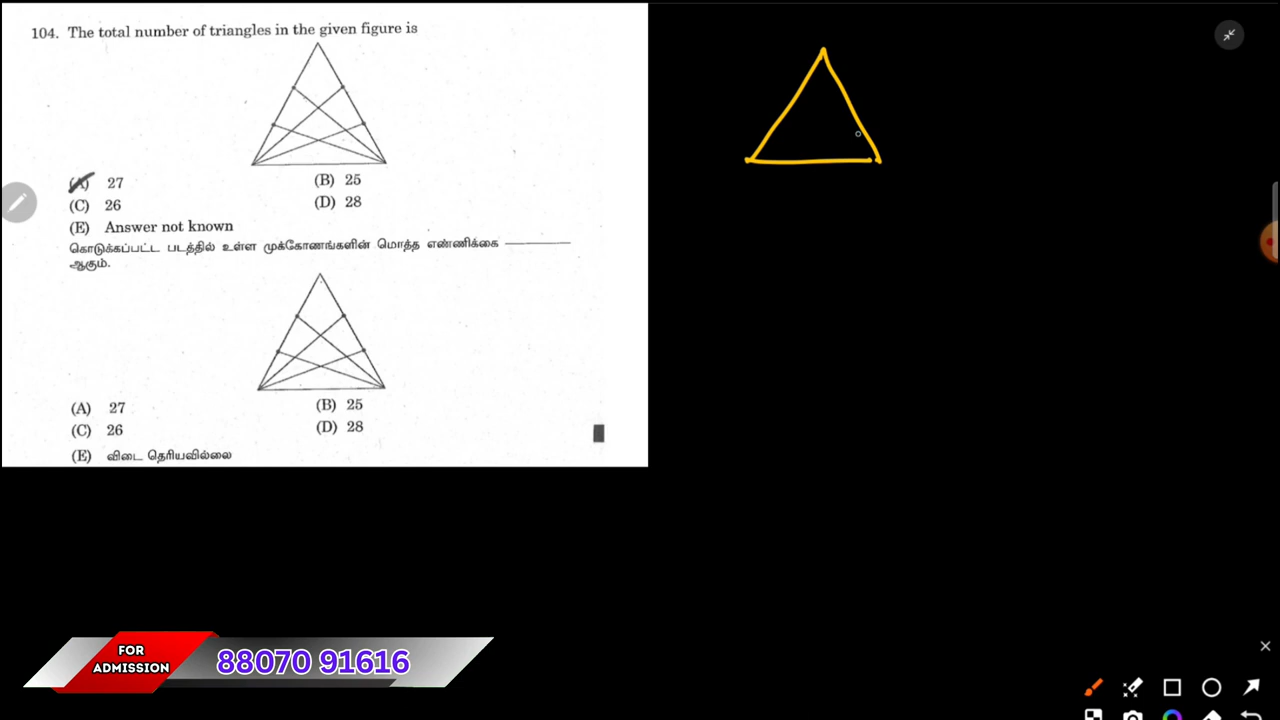 104. The total number of triangles in the given figure is
(A) 27 (B) 25
(C) 26 (D) 28
(E) Answer not known
கொடுக்கப்பட்ட படத்தில் உள்ள முக்கோணங்களின் மொத்த எண்ணிக்கை ————
ஆகும்.
(A) 27 (B) 25
(C) 26 (D) 28
(E) விடை தெரியவில்லை
FOR
ADMISSION
88070 91616